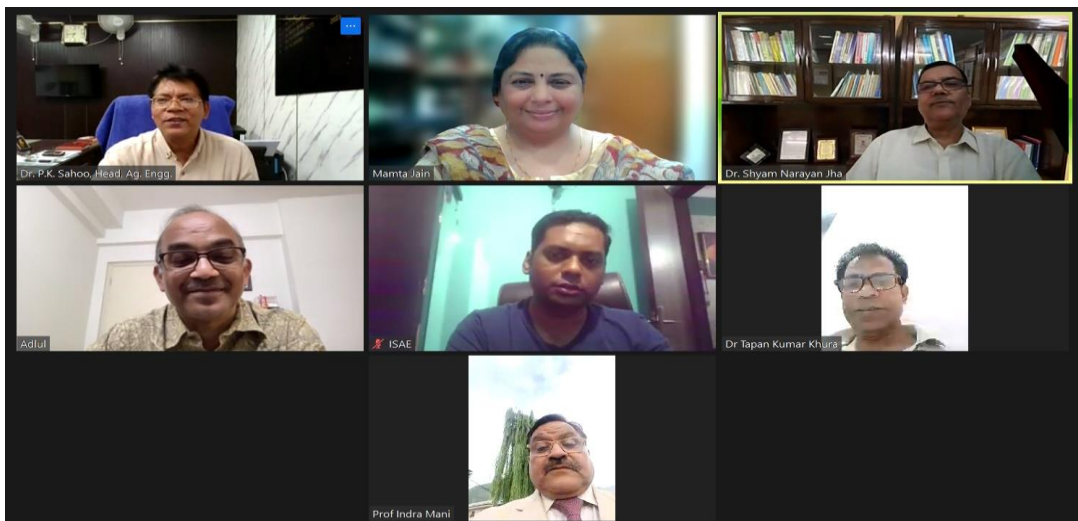 Dr. P.K. Sahoo, Head. Ag. Engg.
Mamta Jain
Dr. Shyam Narayan Jha
Adlul
ISAE
Dr Tapan Kumar Khura
Prof Indra Mani